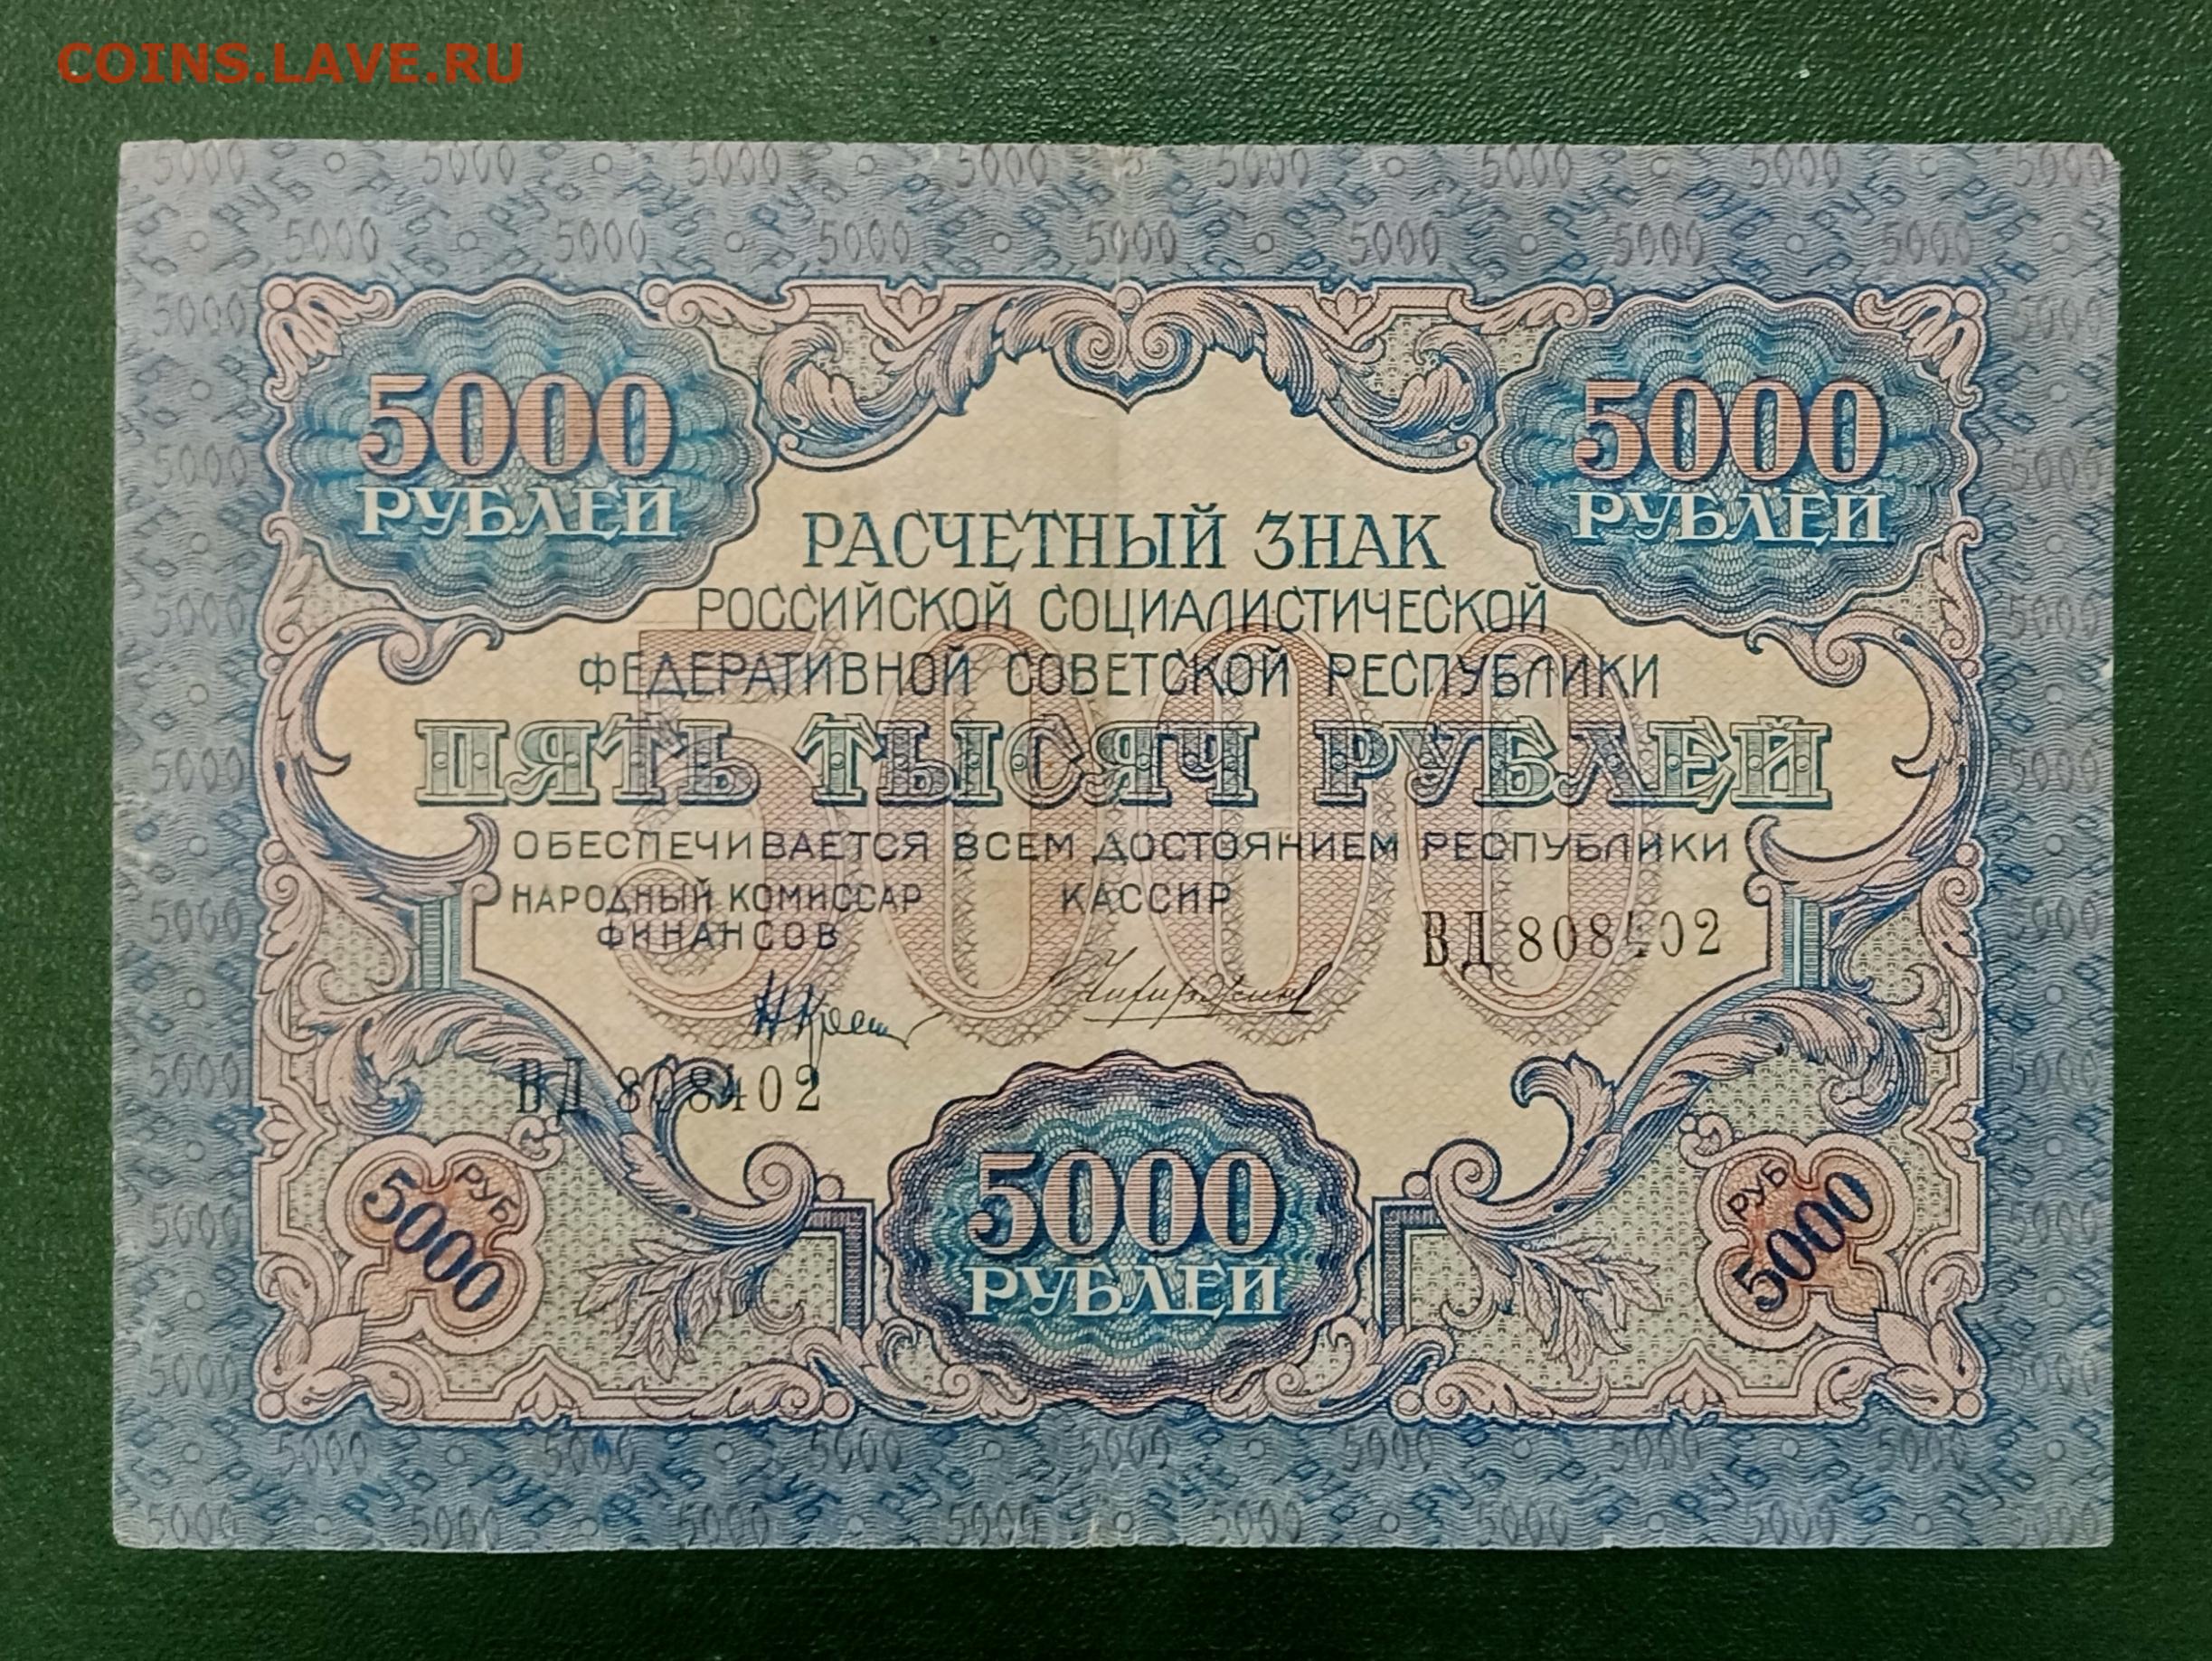 COINS.LAVE.RU
5000
РУБЛЕЙ
5000
РУБЛЕЙ
РАСЧЕТНЫЙ ЗНАК
РОССИЙСКОЙ СОЦИАЛИСТИЧЕСКОЙ
ФЕДЕРАТИВНОЙ СОВЕТСКОЙ РЕСПУБЛИКИ
5000
ПЯТЬ ТЫСЯЧ РУБЛЕЙ
ОБЕСПЕЧИВАЕТСЯ ВСЕМ ДОСТОЯНИЕМ РЕСПУБЛИКИ
НАРОДНЫЙ КОМИССАР
ФИНАНСОВ
КАССИР
ВД 808402
ВД 808402
РУБ
5000
5000
РУБЛЕЙ
РУБ
5000